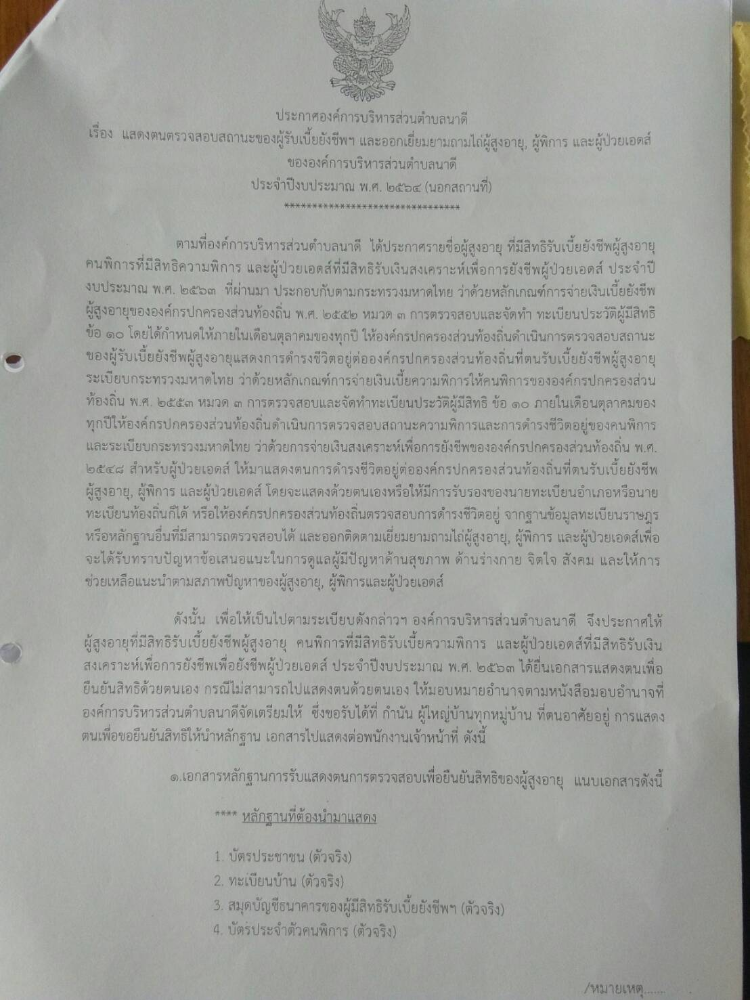 ประกาศองค์การบริหารส่วนตำบลนาดี
เรื่อง แสดงตนตรวจสอบสถานะของผู้รับเบี้ยยังชีพฯ และออกเยี่ยมยามถามไถ่ผู้สูงอายุ, ผู้พิการ และผู้ป่วยเอดส์
ขององค์การบริหารส่วนตำบลนาดี
ประจำปีงบประมาณ พ.ศ. ๒๕๖๔ (นอกสถานที่)
********************************
ตามที่องค์การบริหารส่วนตำบลนาดี ได้ประกาศรายชื่อผู้สูงอายุ ที่มีสิทธิรับเบี้ยยังชีพผู้สูงอายุ
คนพิการที่มีสิทธิความพิการ และผู้ป่วยเอดส์ที่มีสิทธิรับเงินสงเคราะห์เพื่อการยังชีพผู้ป่วยเอดส์ ประจำปี
งบประมาณ พ.ศ. ๒๕๖๓ ที่ผ่านมา ประกอบกับตามกระทรวงมหาดไทย ว่าด้วยหลักเกณฑ์การจ่ายเงินเบี้ยยังชีพ
ผู้สูงอายุขององค์กรปกครองส่วนท้องถิ่น พ.ศ. ๒๕๕๒ หมวด ๓ การตรวจสอบและจัดทำ ทะเบียนประวัติผู้มีสิทธิ
ข้อ ๑๐ โดยได้กำหนดให้ภายในเดือนตุลาคมของทุกปี ให้องค์กรปกครองส่วนท้องถิ่นดำเนินการตรวจสอบสถานะ
ของผู้รับเบี้ยยังชีพผู้สูงอายุแสดงการดำรงชีวิตอยู่ต่อองค์กรปกครองส่วนท้องถิ่นที่ตนรับเบี้ยยังชีพผู้สูงอายุ
ระเบียบกระทรวงมหาดไทย ว่าด้วยหลักเกณฑ์การจ่ายเงินเบี้ยความพิการให้คนพิการขององค์กรปกครองส่วน
ท้องถิ่น พ.ศ. ๒๕๕๓ หมวด ๓ การตรวจสอบและจัดทำทะเบียนประวัติผู้มีสิทธิ ข้อ ๑๐ ภายในเดือนตุลาคมของ
ทุกปีให้องค์กรปกครองส่วนท้องถิ่นดำเนินการตรวจสอบสถานะความพิการและการดำรงชีวิตอยู่ของคนพิการ
และระเบียบกระทรวงมหาดไทย ว่าด้วยการจ่ายเงินสงเคราะห์เพื่อการยังชีพขององค์กรปกครองส่วนท้องถิ่น พ.ศ.
๒๕๔๘ สำหรับผู้ป่วยเอดส์ ให้มาแสดงตนการดำรงชีวิตอยู่ต่อองค์กรปกครองส่วนท้องถิ่นที่ตนรับเบี้ยยังชีพ
ผู้สูงอายุ, ผู้พิการ และผู้ป่วยเอดส์ โดยจะแสดงด้วยตนเองหรือให้มีการรับรองของนายทะเบียนอำเภอหรือนาย
ทะเบียนท้องถิ่นก็ได้ หรือให้องค์กรปกครองส่วนท้องถิ่นตรวจสอบการดำรงชีวิตอยู่ จากฐานข้อมูลทะเบียนราษฎร
หรือหลักฐานอื่นที่มีสามารถตรวจสอบได้ และออกติดตามเยี่ยมยามถามไถ่ผู้สูงอายุ, ผู้พิการ และผู้ป่วยเอดส์เพื่อ
จะได้รับทราบปัญหาข้อเสนอแนะในการดูแลผู้มีปัญหาด้านสุขภาพ ด้านร่างกาย จิตใจ สังคม และให้การ
ช่วยเหลือแนะนำตามสภาพปัญหาของผู้สูงอายุ, ผู้พิการและผู้ป่วยเอดส์
ดังนั้น เพื่อให้เป็นไปตามระเบียบดังกล่าวฯ องค์การบริหารส่วนตำบลนาดี จึงประกาศให้
ผู้สูงอายุที่มีสิทธิรับเบี้ยยังชีพผู้สูงอายุ คนพิการที่มีสิทธิรับเบี้ยความพิการ และผู้ป่วยเอดส์ที่มีสิทธิรับเงิน
สงเคราะห์เพื่อการยังชีพเพื่อยังชีพผู้ป่วยเอดส์ ประจำปีงบประมาณ พ.ศ. ๒๕๖๓ ได้ยื่นเอกสารแสดงตนเพื่อ
ยืนยันสิทธิด้วยตนเอง กรณีไม่สามารถไปแสดงตนด้วยตนเอง ให้มอบหมายอำนาจตามหนังสือมอบอำนาจที่
องค์การบริหารส่วนตำบลนาดีจัดเตรียมให้ ซึ่งขอรับได้ที่ กำนัน ผู้ใหญ่บ้านทุกหมู่บ้าน ที่ตนอาศัยอยู่ การแสดง
ตนเพื่อขอยืนยันสิทธิให้นำหลักฐาน เอกสารไปแสดงต่อพนักงานเจ้าหน้าที่ ดังนี้
๑.เอกสารหลักฐานการรับแสดงตนการตรวจสอบเพื่อยืนยันสิทธิของผู้สูงอายุ แนบเอกสารดังนี้
**** หลักฐานที่ต้องนำมาแสดง
1. บัตรประชาชน (ตัวจริง)
2. ทะเบียนบ้าน (ตัวจริง)
3. สมุดบัญชีธนาคารของผู้มีสิทธิรับเบี้ยยังชีพฯ (ตัวจริง)
4. บัตรประจำตัวคนพิการ (ตัวจริง)
/หมายเหตุ.......